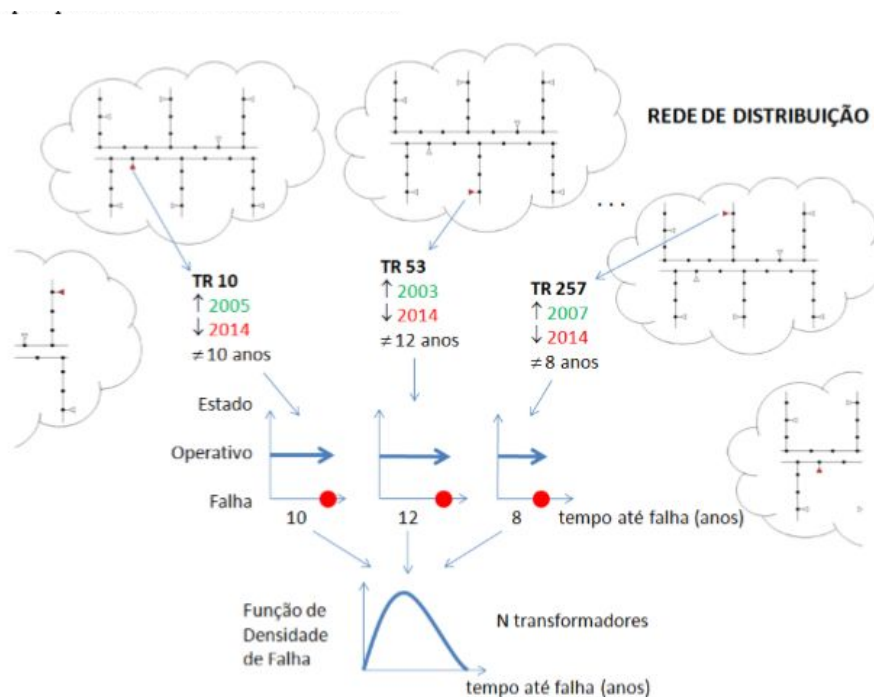 REDE DE DISTRIBUIÇÃO
...
TR 10
↑ 2005
↓ 2014
≠ 10 anos
TR 53
↑ 2003
↓ 2014
≠ 12 anos
TR 257
↑ 2007
↓ 2014
≠ 8 anos
Estado
Operativo
Falha
10
12
8
tempo até falha (anos)
Função de
Densidade
de Falha
N transformadores
tempo até falha (anos)